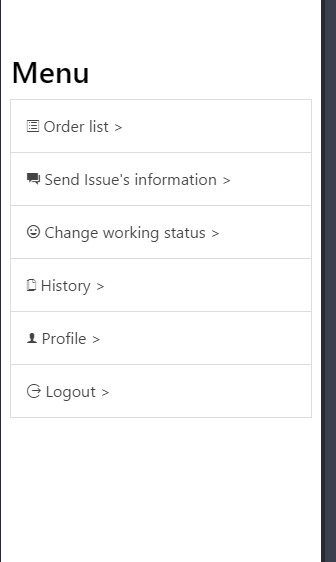 Menu
Order list >
Send Issue's information >
Change working status >
History >
Profile >
Logout >